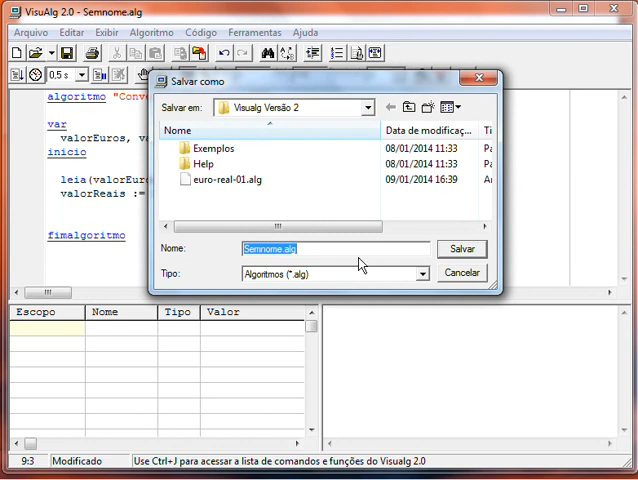 VisuAlg 2.0 - Semnome.alg
Arquivo Editar Exibir Algoritmo Código Ferramentas Ajuda
0,5 s
Salvar como
Salvar em: Visualg Versão 2
Nome Data de modificaç... Ti
Exemplos 08/01/2014 11:33
Help 08/01/2014 11:33
euro-real-01.alg 09/01/2014 16:39
Nome: Semnome.alg Salvar
Tipo: Algoritmos (*.alg) Cancelar
algoritmo "Conv
var
valorEuros, v
inicio
leia(valorEuro
valorReais :=
fimalgoritmo
Escopo Nome Tipo Valor
9:3 Modificado Use Ctrl+J para acessar a lista de comandos e funções do Visualg 2.0